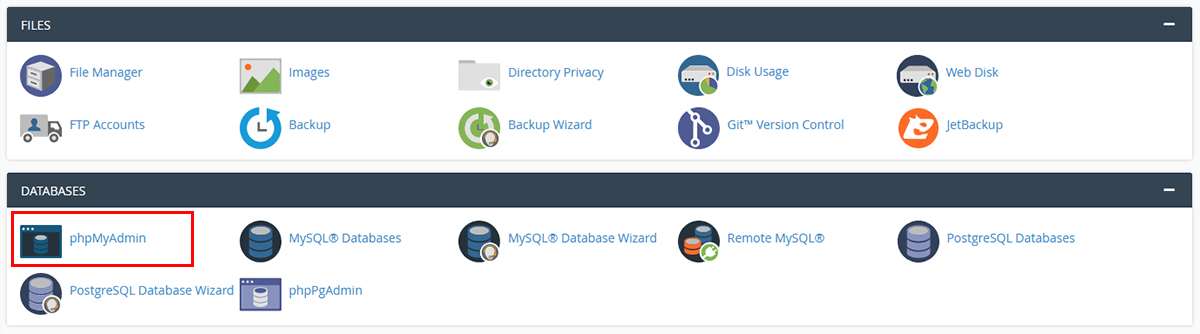 FILES
File Manager
Images
Directory Privacy
Disk Usage
Web Disk
FTP Accounts
Backup
Backup Wizard
Git™ Version Control
JetBackup
DATABASES
phpMyAdmin
MySQL® Databases
MySQL® Database Wizard
Remote MySQL®
PostgreSQL Databases
PostgreSQL Database Wizard
phpPgAdmin